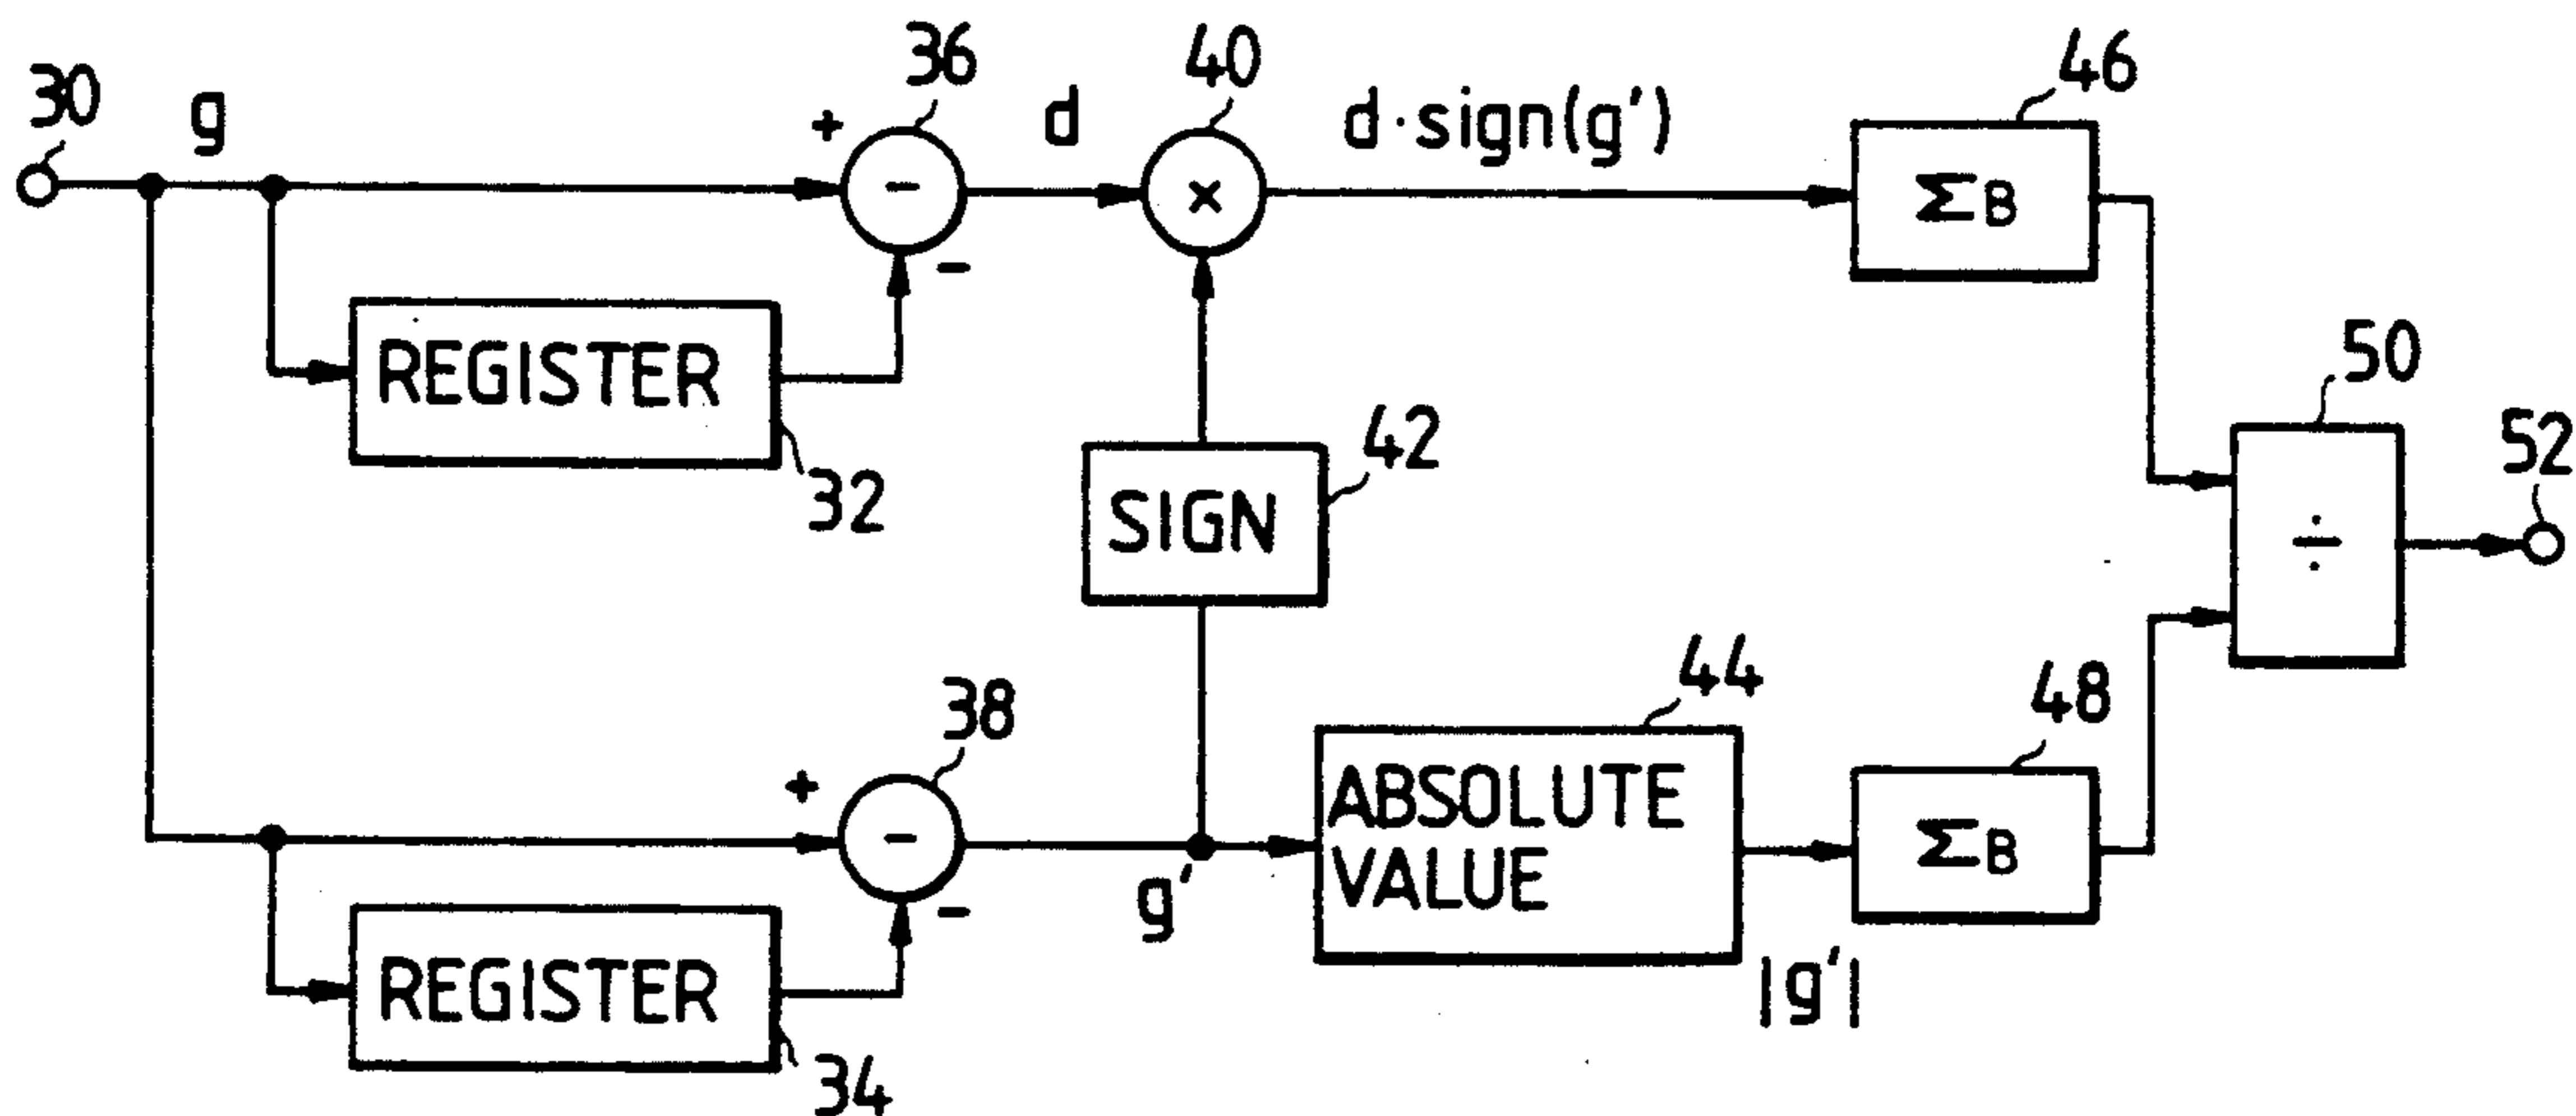 30
g
+
36
-
-
d
40
×
d·sign(g')
46
ΣB
REGISTER
32
SIGN
42
50
÷
52
+
38
-
-
g'
ABSOLUTE
VALUE
44
|g'|
48
ΣB
REGISTER
34